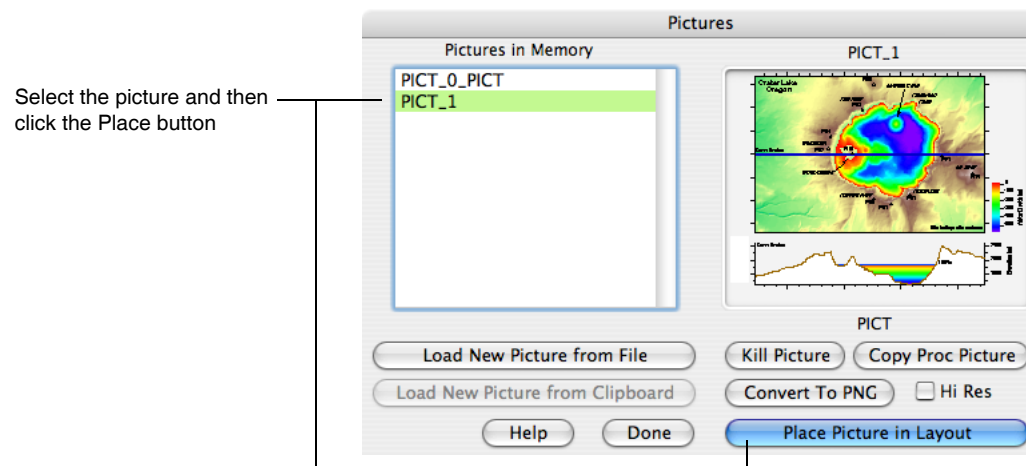 Pictures
Select the picture and then
click the Place button
Pictures in Memory
PICT_0_PICT
PICT_1
PICT_1
Crater Lake
Oregon
PICT
Load New Picture from File
Kill Picture
Copy Proc Picture
Load New Picture from Clipboard
Convert To PNG
Hi Res
Help
Done
Place Picture in Layout